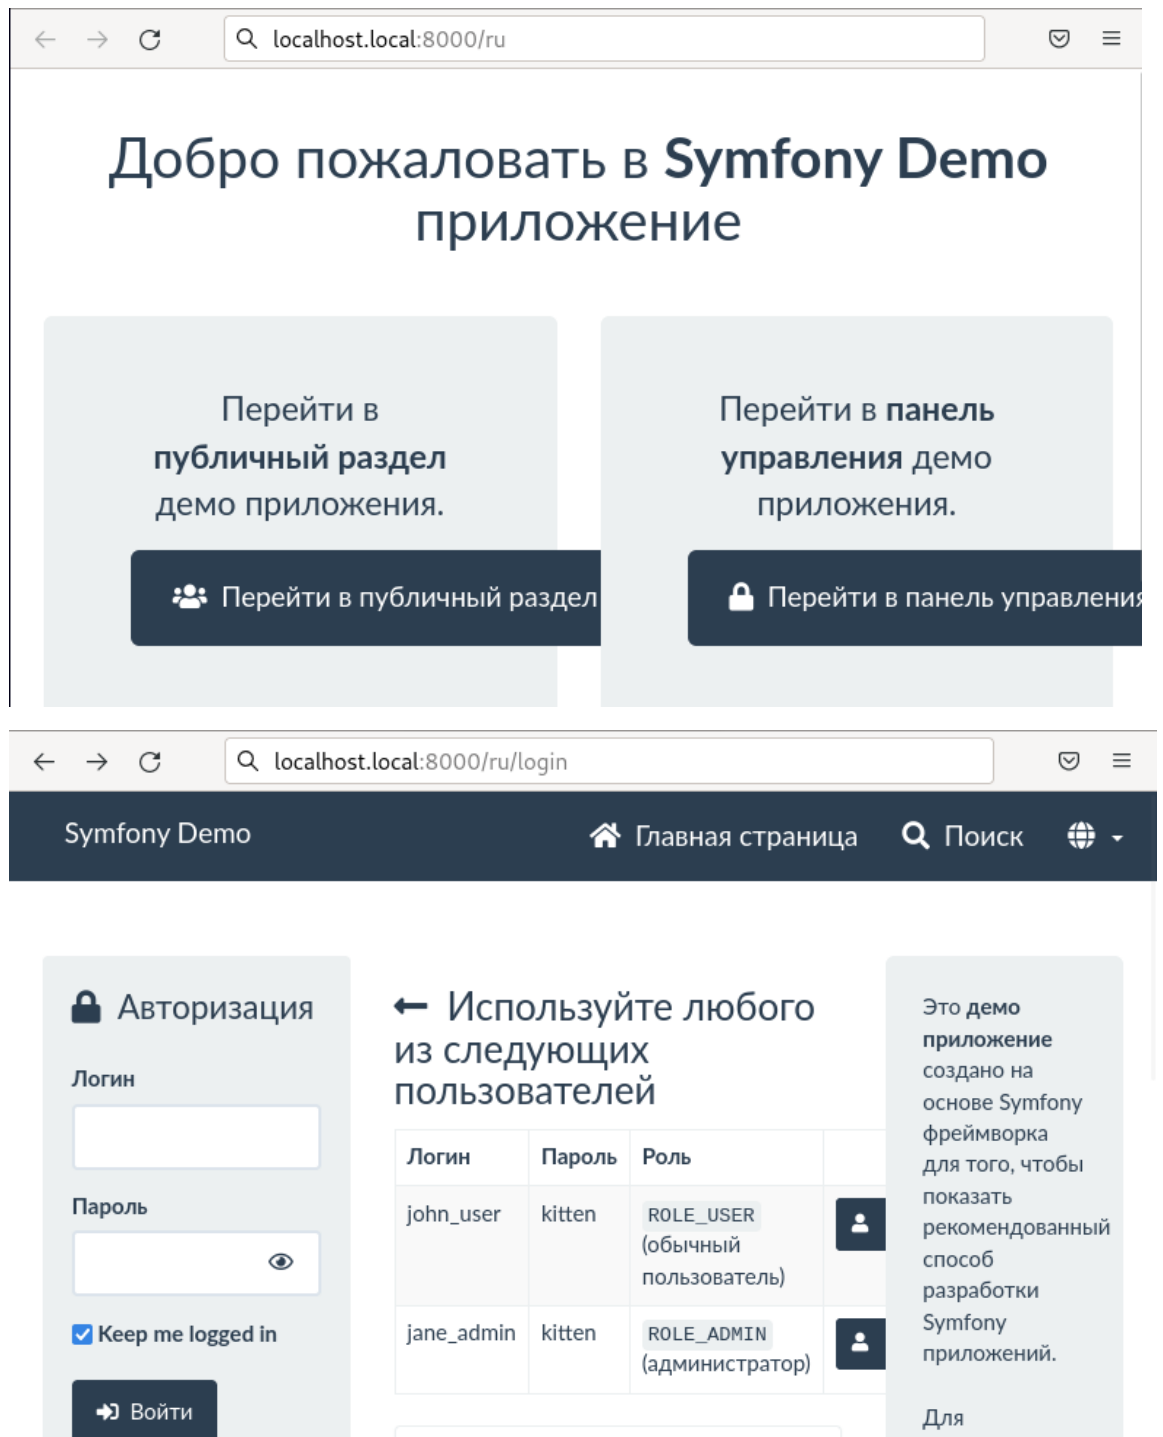 localhost.local:8000/ru
Добро пожаловать в Symfony Demo
приложение
Перейти в
публичный раздел
демо приложения.
Перейти в публичный раздел
Перейти в панель
управления демо
приложения.
Перейти в панель управления
localhost.local:8000/ru/login
Symfony Demo
Главная страница
Поиск
Авторизация
Логин
Пароль
Keep me logged in
Войти
Используйте любого
из следующих
пользователей
Логин Пароль Роль
john_user kitten ROLE_USER
(обычный
пользователь)
jane_admin kitten ROLE_ADMIN
(администратор)
Это демо
приложение
создано на
основе Symfony
фреймворка
для того, чтобы
показать
рекомендованный
способ
разработки
Symfony
приложений.
Для